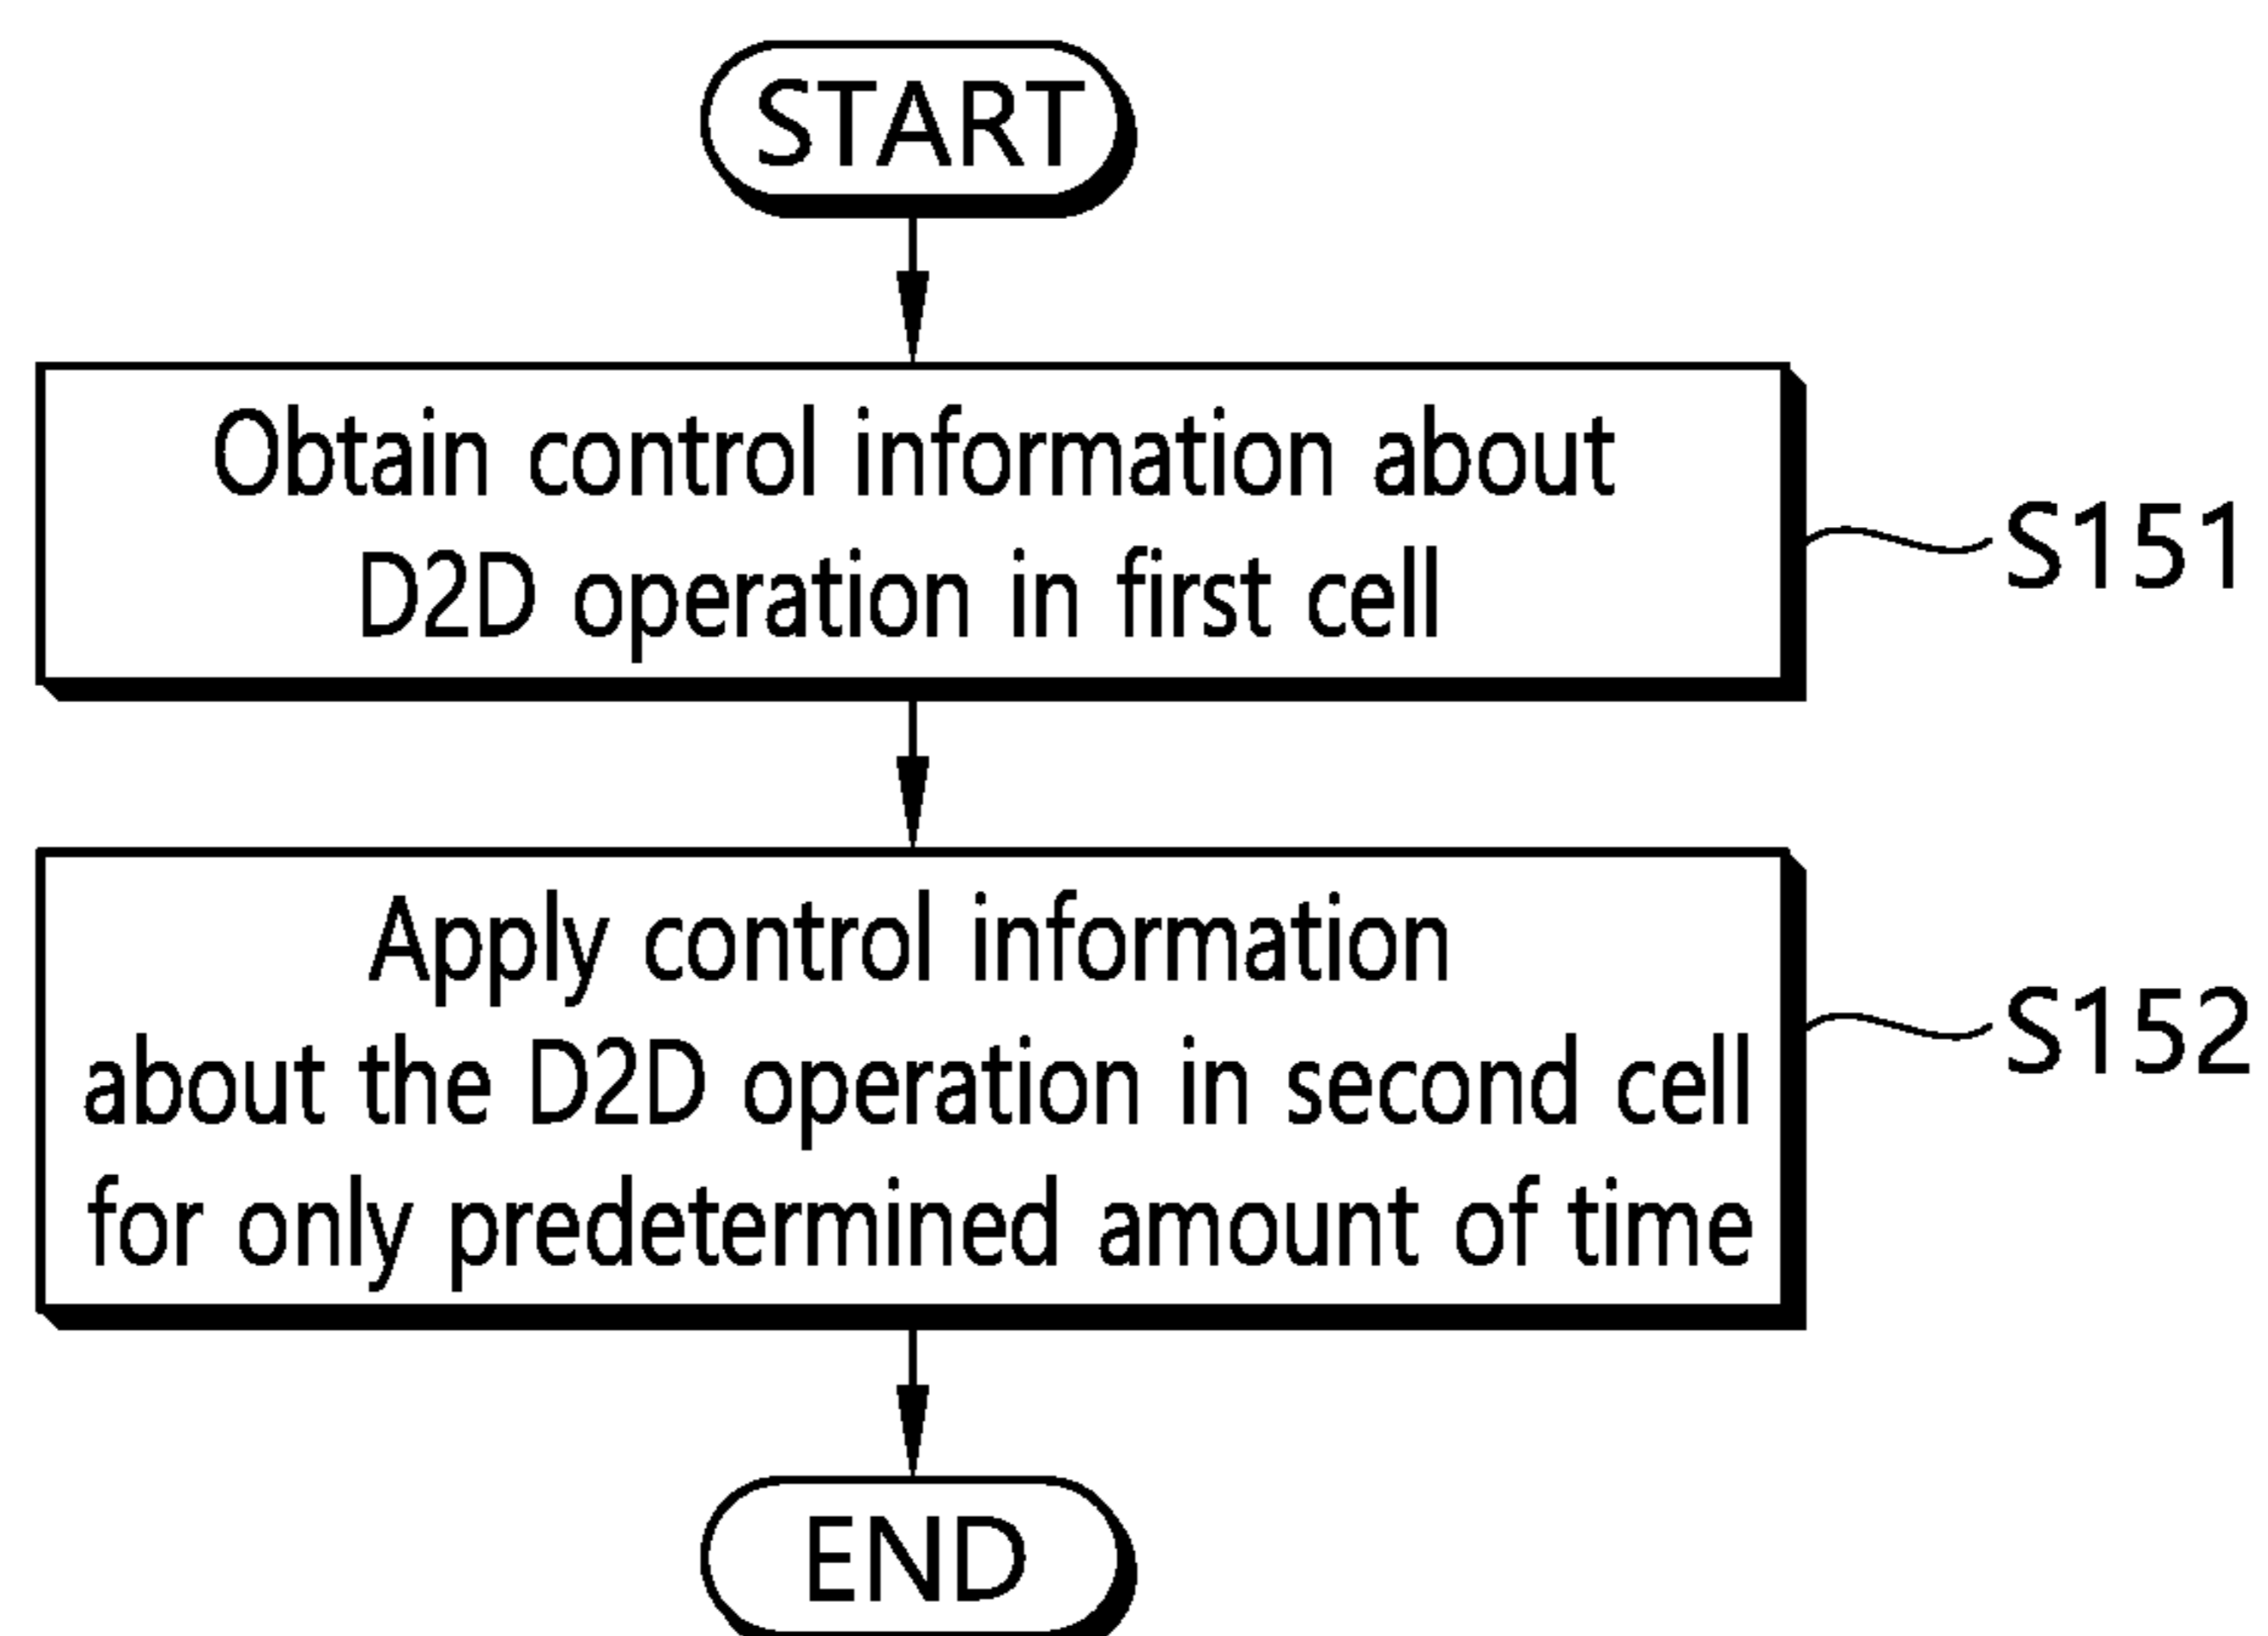 START
Obtain control information about
D2D operation in first cell
S151
Apply control information
about the D2D operation in second cell
for only predetermined amount of time
S152
END